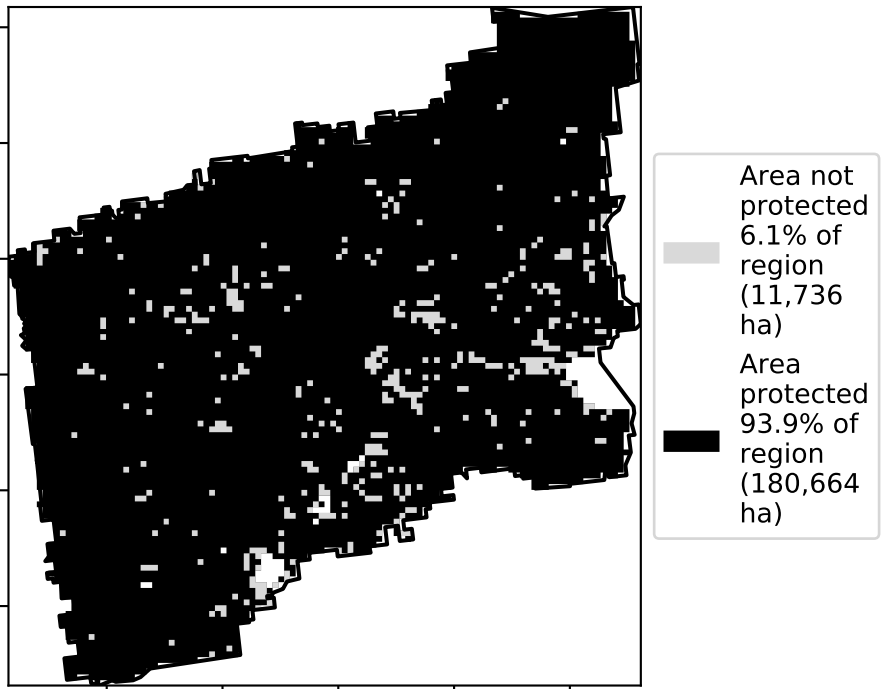 Area not
protected
6.1% of
region
(11,736
ha)
Area
protected
93.9% of
region
(180,664
ha)